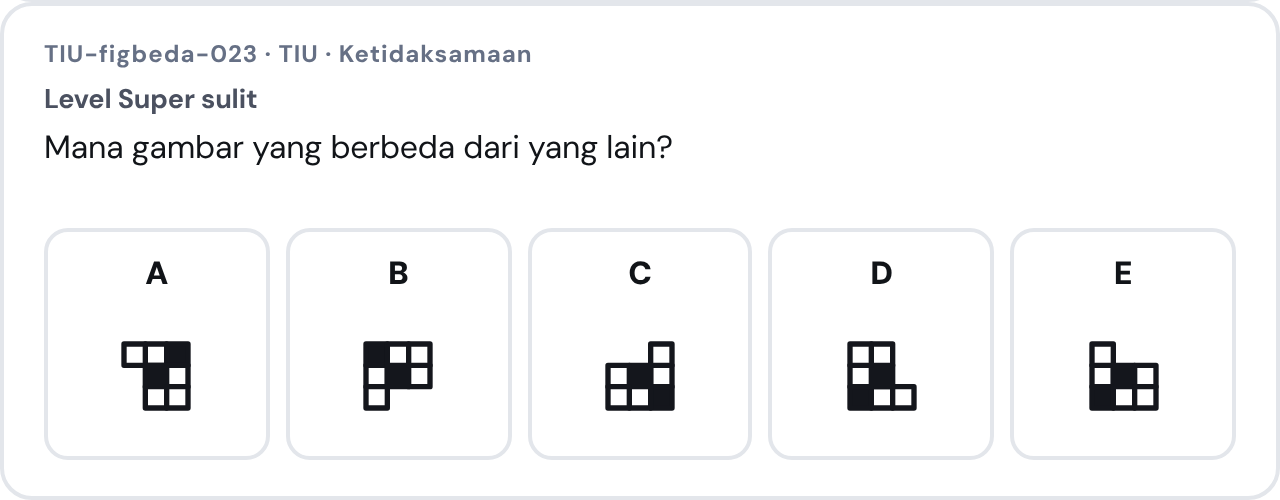 TIU-figbeda-023 · TIU · Ketidaksamaan
Level Super sulit
Mana gambar yang berbeda dari yang lain?
A B C D E